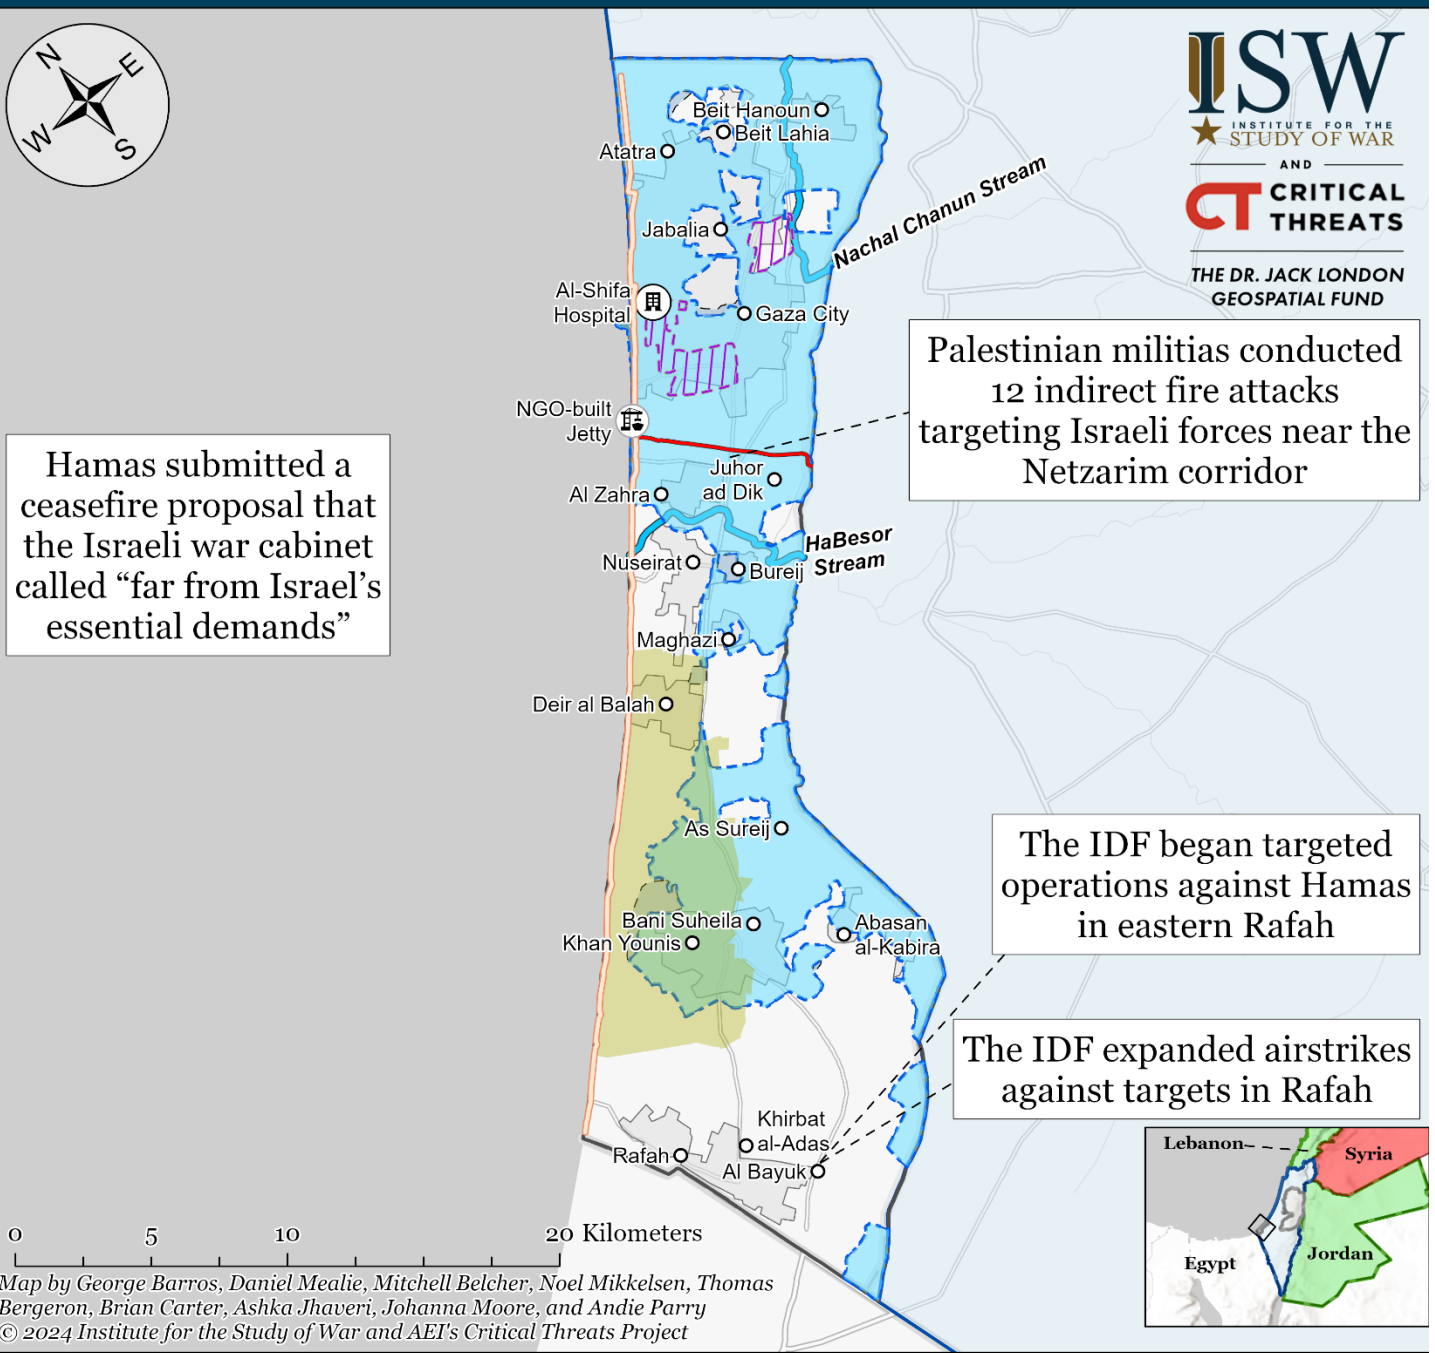 N
E
W
S
ISW
INSTITUTE FOR THE
STUDY OF WAR
AND
CT CRITICAL
THREATS
THE DR. JACK LONDON
GEOSPATIAL FUND
Beit Hanoun
Beit Lahia
Atatra
Nachal Chanun Stream
Jabalia
Al-Shifa
Hospital
Gaza City
Palestinian militias conducted
12 indirect fire attacks
targeting Israeli forces near the
Netzarim corridor
NGO-built
Jetty
Hamas submitted a
ceasefire proposal that
the Israeli war cabinet
called “far from Israel’s
essential demands”
Juhor
ad Dik
Al Zahra
HaBesor
Stream
Nuseirat
Bureij
Maghazi
Deir al Balah
As Sureij
The IDF began targeted
operations against Hamas
in eastern Rafah
Bani Suheila
Khan Younis
Abasan
al-Kabira
The IDF expanded airstrikes
against targets in Rafah
Khirbat
al-Adas
Rafah
Al Bayuk
Lebanon
Syria
Egypt
Jordan
0 5 10 20 Kilometers
Map by George Barros, Daniel Mealie, Mitchell Belcher, Noel Mikkelsen, Thomas
Bergeron, Brian Carter, Ashka Jhaveri, Johanna Moore, and Andie Parry
© 2024 Institute for the Study of War and AEI's Critical Threats Project